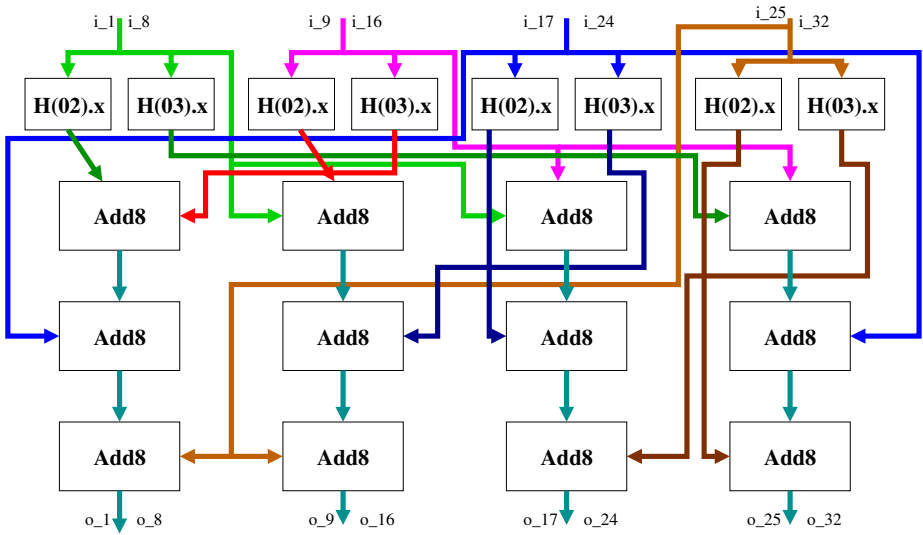 i_1 i_8 i_9 i_16 i_17 i_24 i_25 i_32
H(02).x H(03).x H(02).x H(03).x H(02).x H(03).x H(02).x H(03).x
Add8 Add8 Add8 Add8
Add8 Add8 Add8 Add8
Add8 Add8 Add8 Add8
o_1 o_8 o_9 o_16 o_17 o_24 o_25 o_32